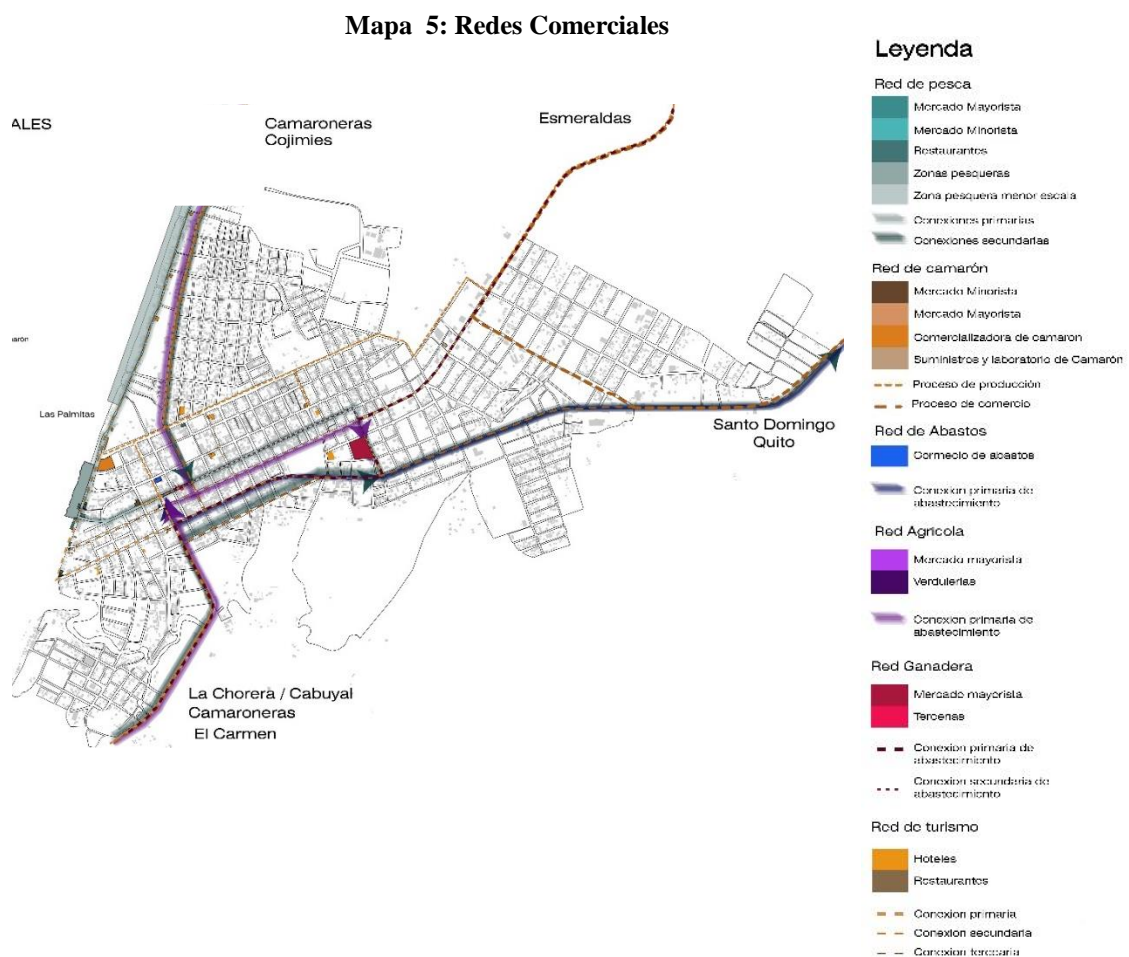 Mapa 5: Redes Comerciales
ALES
Camaroneras
Cojimies
Esmeraldas
Las Palmitas
Santo Domingo
Quito
La Chorera / Cabuyal
Camaroneras
El Carmen
Leyenda
Red de pesca
Mercado Mayorista
Mercado Minorista
Restaurantes
Zonas pesqueras
Zona pesquera menor escala
Conexiones primarias
Conexiones secundarias
Red de camarón
Mercado Minorista
Mercado Mayorista
Comercializadora de camaron
Suministros y laboratorio de Camarón
Proceso de producción
Proceso de comercio
Red de Abastos
Comercio de abastos
Conexion primaria de
abastecimiento
Red Agricola
Mercado mayorista
Verdulerias
Conexion primaria de
abastecimiento
Red Ganadera
Mercado mayorista
Tercenas
Conexion primaria de
abastecimiento
Conexion secundaria de
abastecimiento
Red de turismo
Hoteles
Restaurantes
Conexion primaria
Conexion secundaria
Conexion terciaria